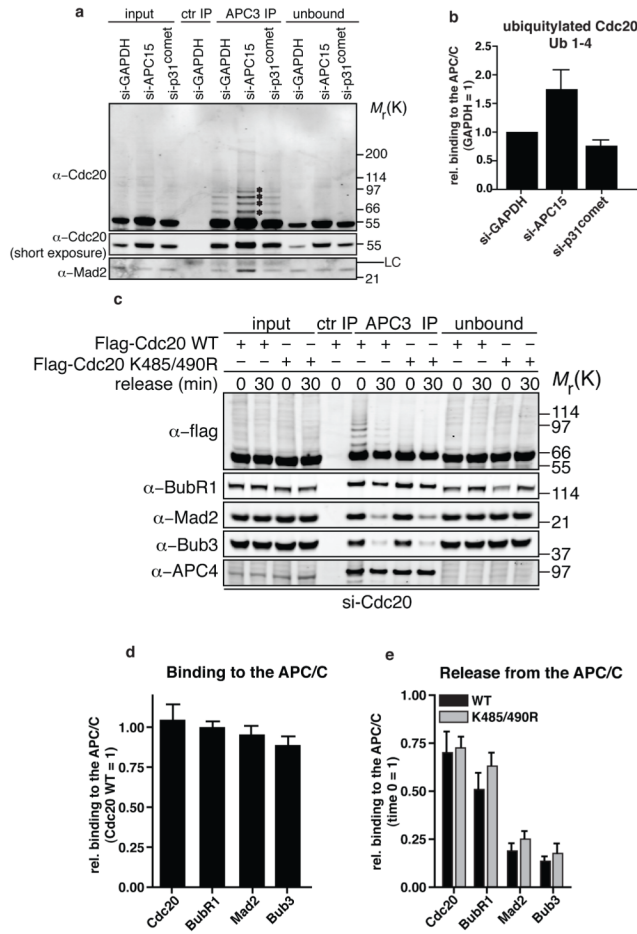 a
input ctr IP APC3 IP unbound
si-GAPDH si-APC15 si-p31comet si-GAPDH si-GAPDH si-APC15 si-p31comet si-GAPDH si-APC15 si-p31comet
Mr(K)
α-Cdc20
200
114
97
66
55
* * * *
α-Cdc20
(short exposure)
55
α-Mad2
LC
21
b
ubiquitylated Cdc20
Ub 1-4
rel. binding to the APC/C
(GAPDH = 1)
2.5
2.0
1.5
1.0
0.5
0.0
si-GAPDH si-APC15 si-p31comet
c
input ctr IP APC3 IP unbound
Flag-Cdc20 WT + + + + + + +
Flag-Cdc20 K485/490R + + + + + +
release (min) 0 30 0 30 0 0 30 0 30 0 30 0 30
Mr(K)
α-flag
114
97
66
55
α-BubR1
114
α-Mad2
21
α-Bub3
37
α-APC4
97
si-Cdc20
d
Binding to the APC/C
rel. binding to the APC/C
(Cdc20 WT = 1)
1.00
0.75
0.50
0.25
0.00
Cdc20 BubR1 Mad2 Bub3
e
Release from the APC/C
WT
K485/490R
rel. binding to the APC/C
(time 0 = 1)
1.00
0.75
0.50
0.25
0.00
Cdc20 BubR1 Mad2 Bub3